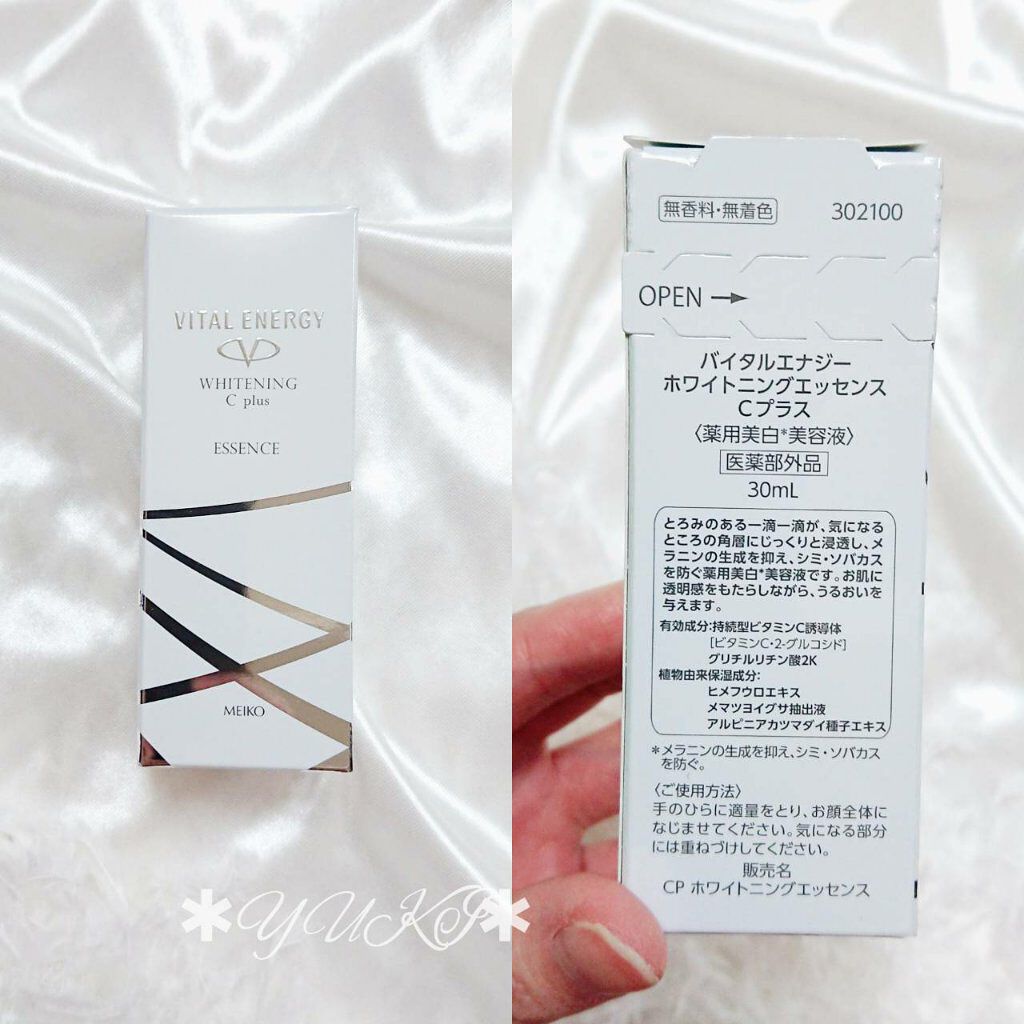 VITAL ENERGY
WHITENING
C plus
ESSENCE
MEIKO
無香料・無着色
302100
OPEN →
バイタルエナジー
ホワイトニングエッセンス
Cプラス
〈薬用美白*美容液〉
医薬部外品
30mL
とろみのある一滴一滴が、気になる
ところの角層にじっくりと浸透し、メ
ラニンの生成を抑え、シミ・ソバカス
を防ぐ薬用美白*美容液です。お肌に
透明感をもたらしながら、うるおいを
与えます。
有効成分:持続型ビタミンC誘導体
[ビタミンC・2-グルコシド]
グリチルリチン酸2K
植物由来保湿成分:
ヒメフウロエキス
メマツヨイグサ抽出液
アルピニアカツマダイ種子エキス
*メラニンの生成を抑え、シミ・ソバカス
を防ぐ。
〈ご使用方法〉
手のひらに適量をとり、お顔全体に
なじませてください。気になる部分
には重ねづけしてください。
販売名
CP ホワイトニングエッセンス
*YUKI*